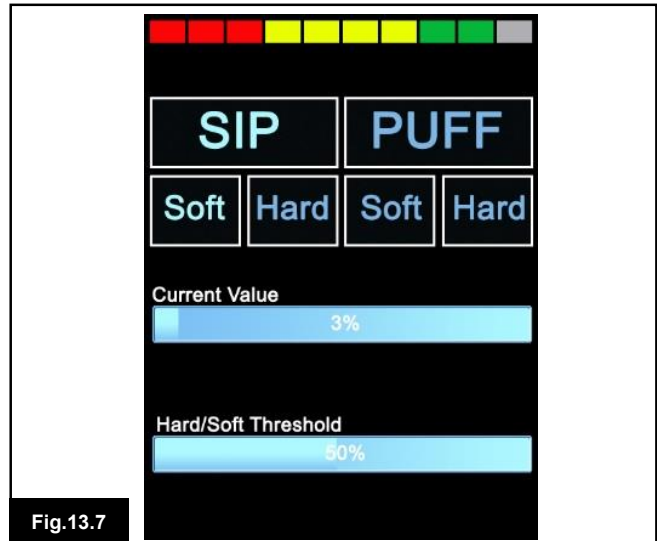 SIP PUFF
Soft Hard Soft Hard
Current Value
3%
Hard/Soft Threshold
50%
Fig.13.7